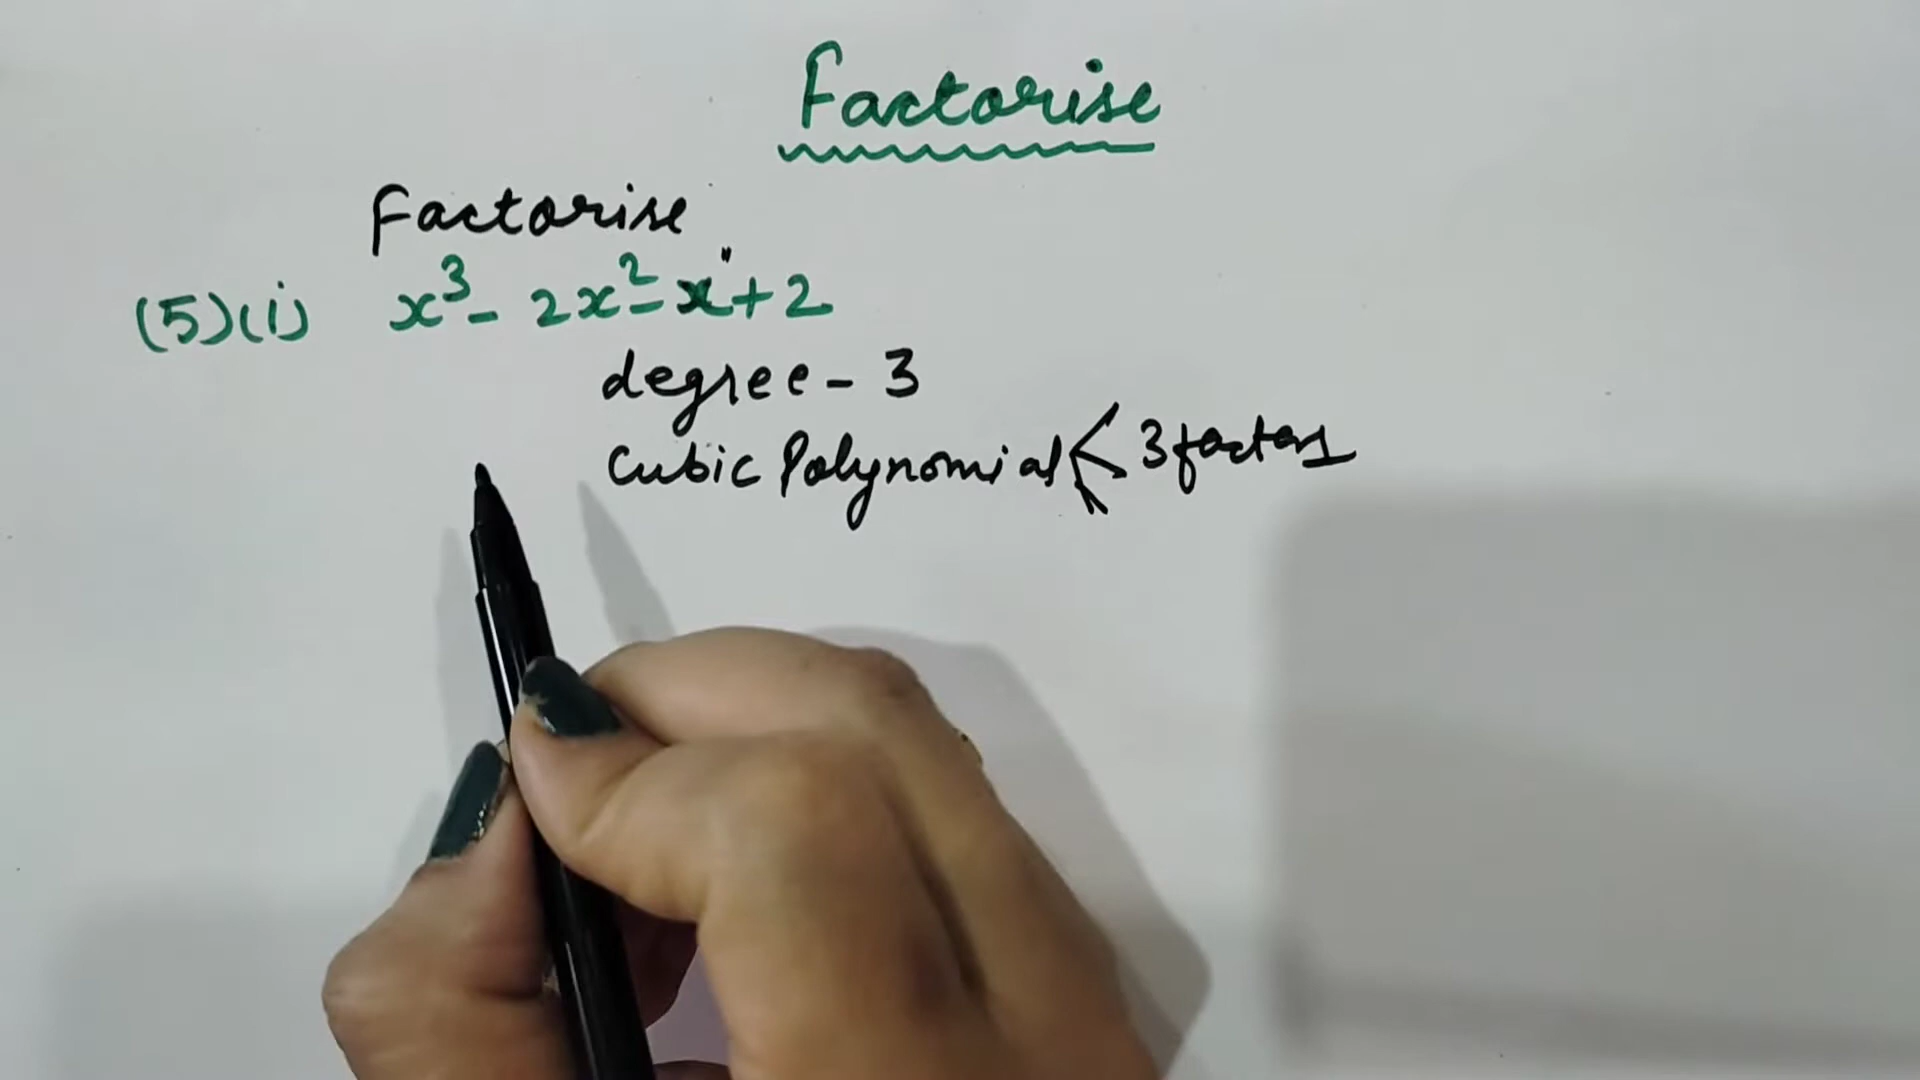 Factorise
Factorise
(5)(i) x³- 2x²-x"+2
degree - 3
Cubic Polynomial < 3 factors